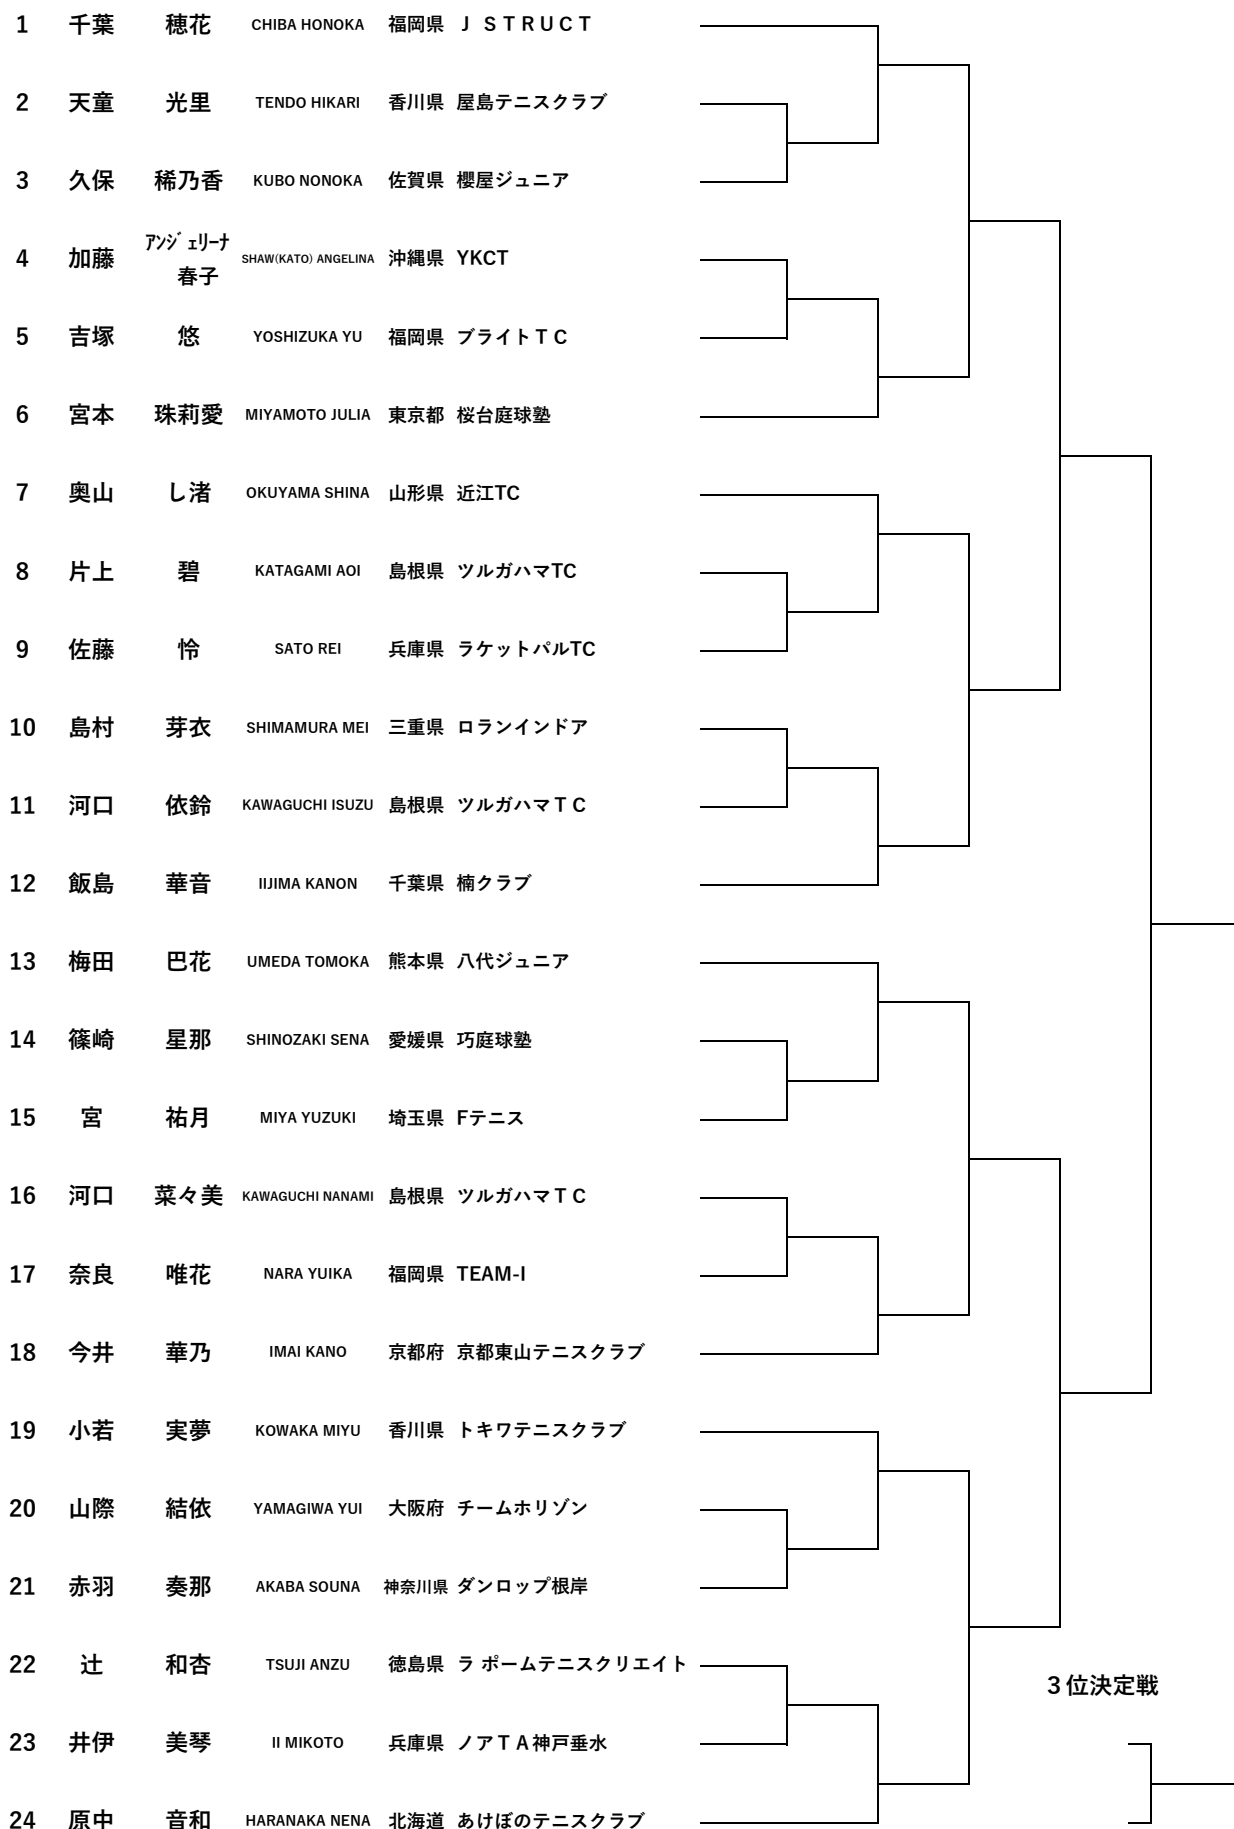 1 千葉 穂花 CHIBA HONOKA 福岡県 Ｊ ＳＴＲＵＣＴ
2 天童 光里 TENDO HIKARI 香川県 屋島テニスクラブ
3 久保 稀乃香 KUBO NONOKA 佐賀県 櫻屋ジュニア
4 加藤 ｱﾝｼﾞｪﾘｰﾅ 春子 SHAW(KATO) ANGELINA 沖縄県 YKCT
5 吉塚 悠 YOSHIZUKA YU 福岡県 ブライトＴＣ
6 宮本 珠莉愛 MIYAMOTO JULIA 東京都 桜台庭球塾
7 奥山 し渚 OKUYAMA SHINA 山形県 近江TC
8 片上 碧 KATAGAMI AOI 島根県 ツルガハマTC
9 佐藤 怜 SATO REI 兵庫県 ラケットパルTC
10 島村 芽衣 SHIMAMURA MEI 三重県 ロランインドア
11 河口 依鈴 KAWAGUCHI ISUZU 島根県 ツルガハマＴＣ
12 飯島 華音 IIJIMA KANON 千葉県 楠クラブ
13 梅田 巴花 UMEDA TOMOKA 熊本県 八代ジュニア
14 篠崎 星那 SHINOZAKI SENA 愛媛県 巧庭球塾
15 宮 祐月 MIYA YUZUKI 埼玉県 Fテニス
16 河口 菜々美 KAWAGUCHI NANAMI 島根県 ツルガハマＴＣ
17 奈良 唯花 NARA YUIKA 福岡県 TEAM-I
18 今井 華乃 IMAI KANO 京都府 京都東山テニスクラブ
19 小若 実夢 KOWAKA MIYU 香川県 トキワテニスクラブ
20 山際 結依 YAMAGIWA YUI 大阪府 チームホリゾン
21 赤羽 奏那 AKABA SOUNA 神奈川県 ダンロップ根岸
22 辻 和杏 TSUJI ANZU 徳島県 ラ ポームテニスクリエイト
３位決定戦
23 井伊 美琴 II MIKOTO 兵庫県 ノアＴＡ神戸垂水
24 原中 音和 HARANAKA NENA 北海道 あけぼのテニスクラブ